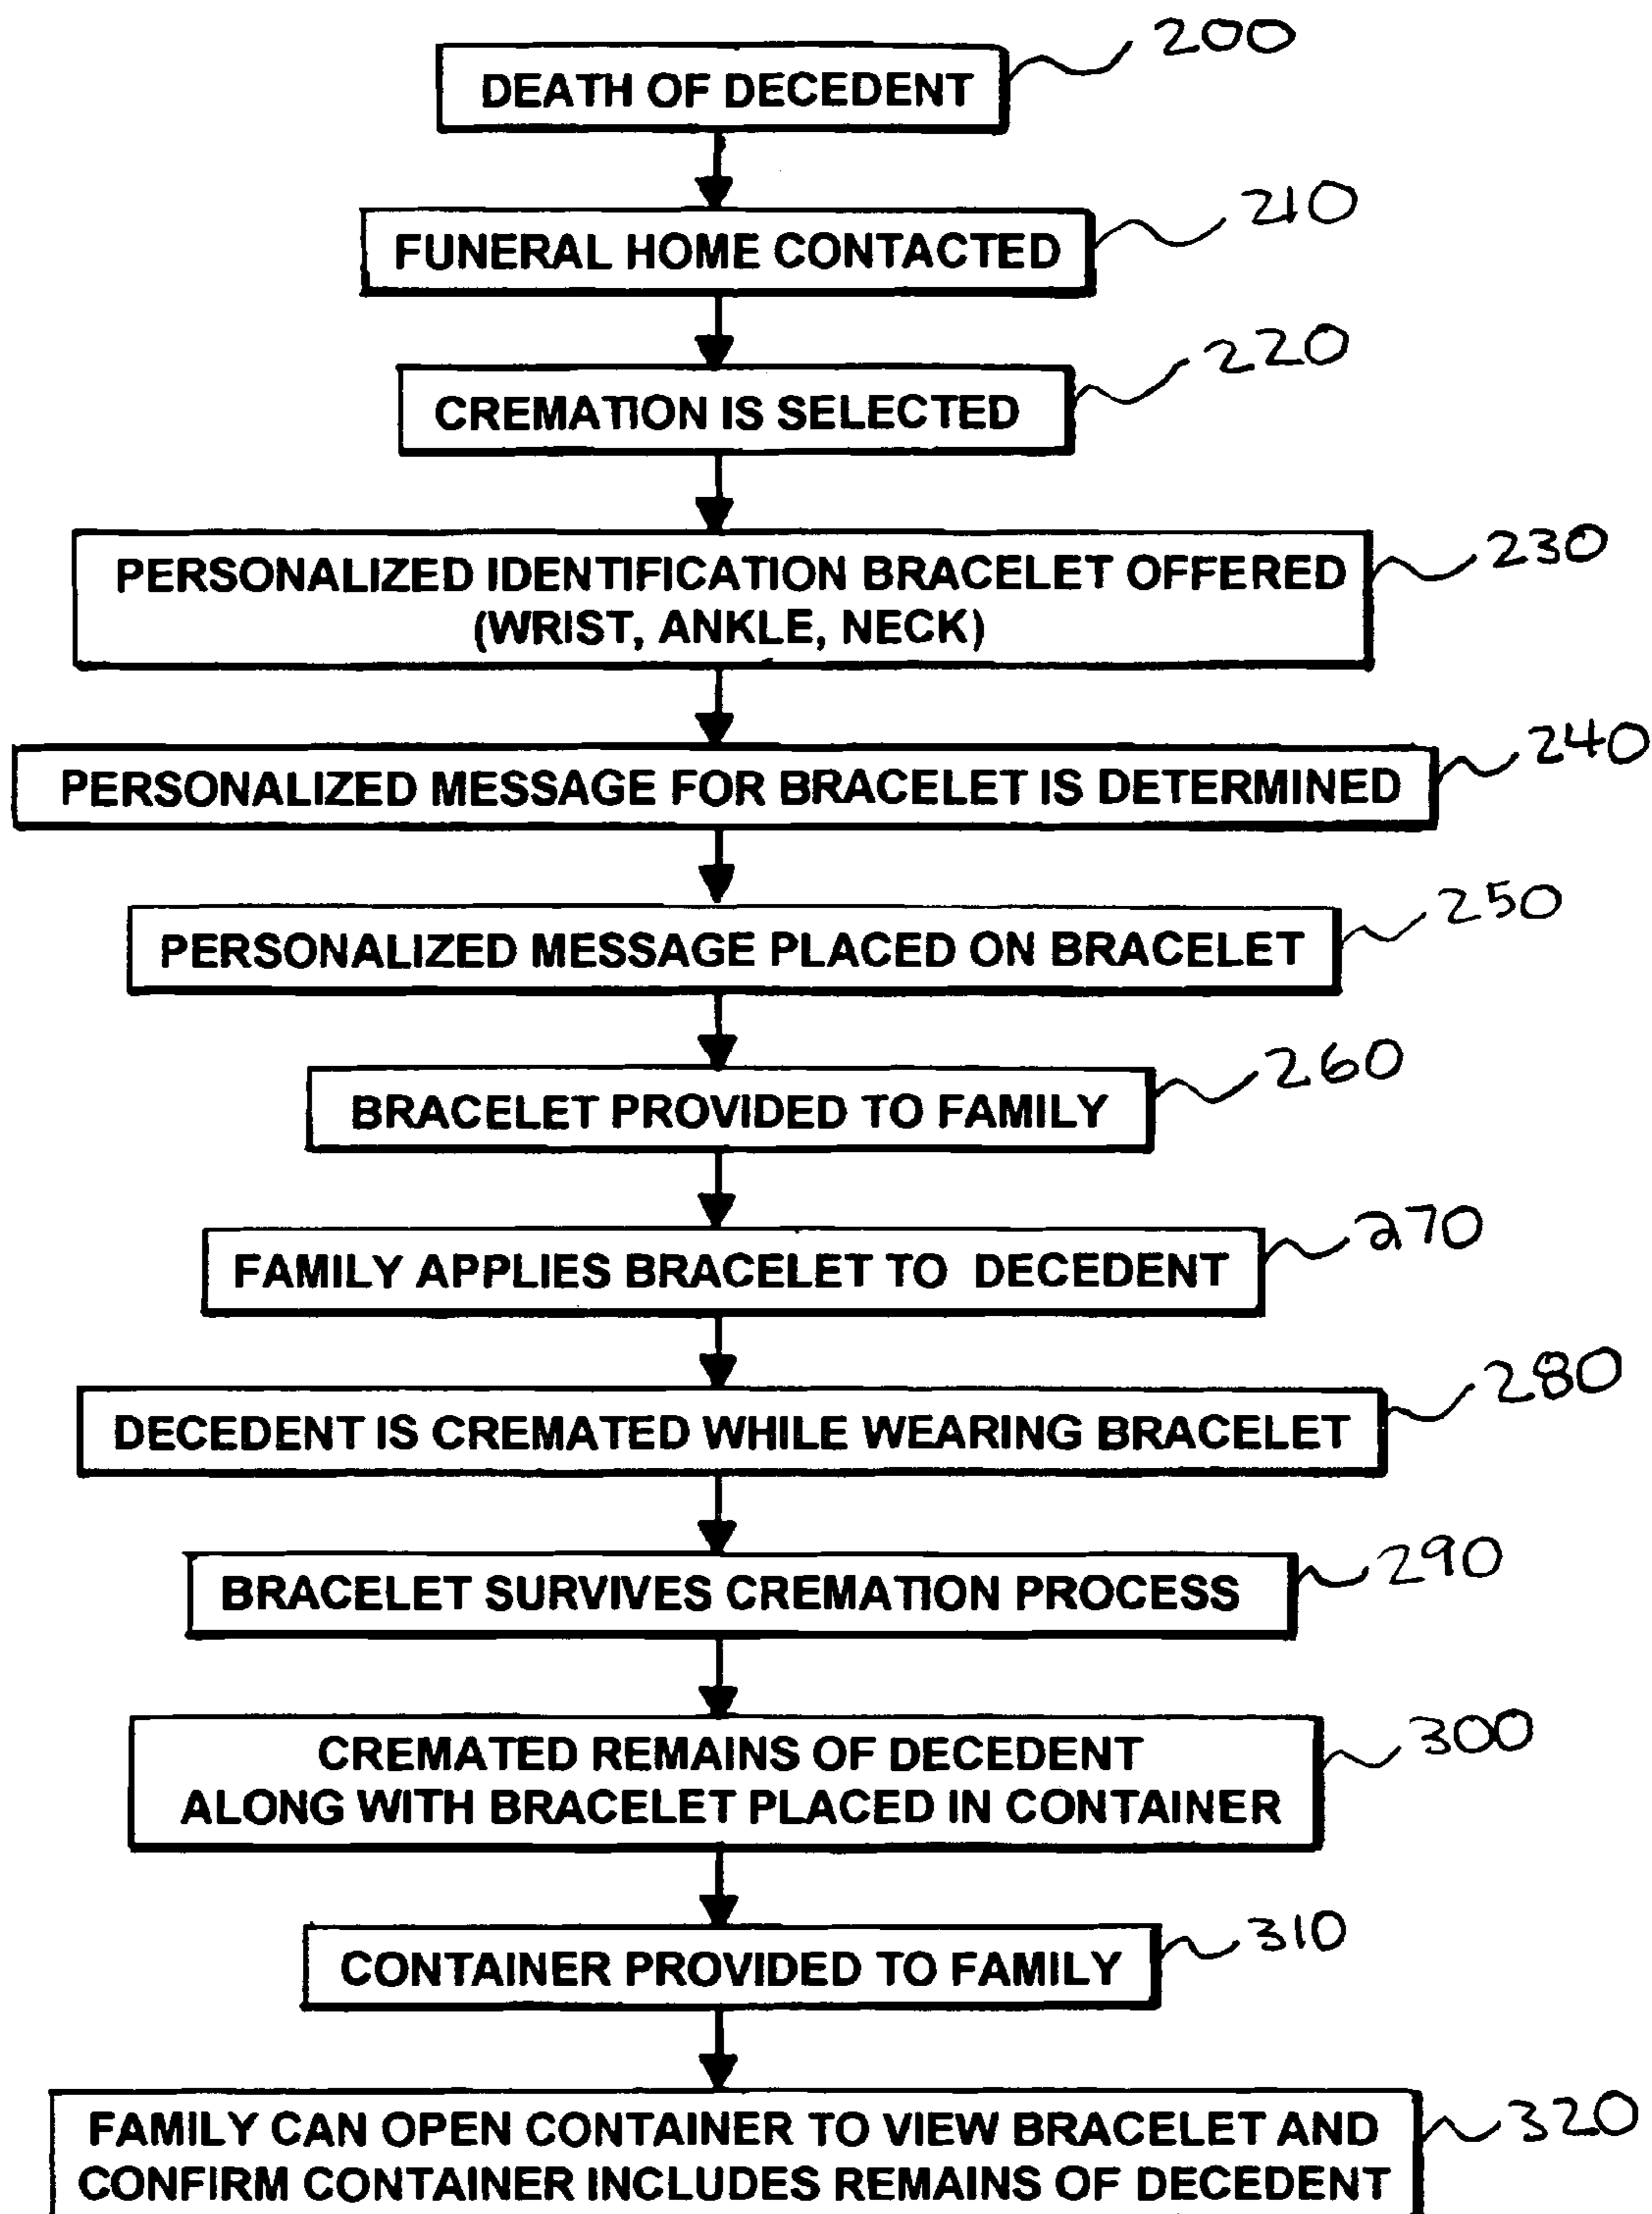 200
DEATH OF DECEDENT
210
FUNERAL HOME CONTACTED
220
CREMATION IS SELECTED
230
PERSONALIZED IDENTIFICATION BRACELET OFFERED
(WRIST, ANKLE, NECK)
240
PERSONALIZED MESSAGE FOR BRACELET IS DETERMINED
250
PERSONALIZED MESSAGE PLACED ON BRACELET
260
BRACELET PROVIDED TO FAMILY
270
FAMILY APPLIES BRACELET TO DECEDENT
280
DECEDENT IS CREMATED WHILE WEARING BRACELET
290
BRACELET SURVIVES CREMATION PROCESS
300
CREMATED REMAINS OF DECEDENT
ALONG WITH BRACELET PLACED IN CONTAINER
310
CONTAINER PROVIDED TO FAMILY
320
FAMILY CAN OPEN CONTAINER TO VIEW BRACELET AND
CONFIRM CONTAINER INCLUDES REMAINS OF DECEDENT